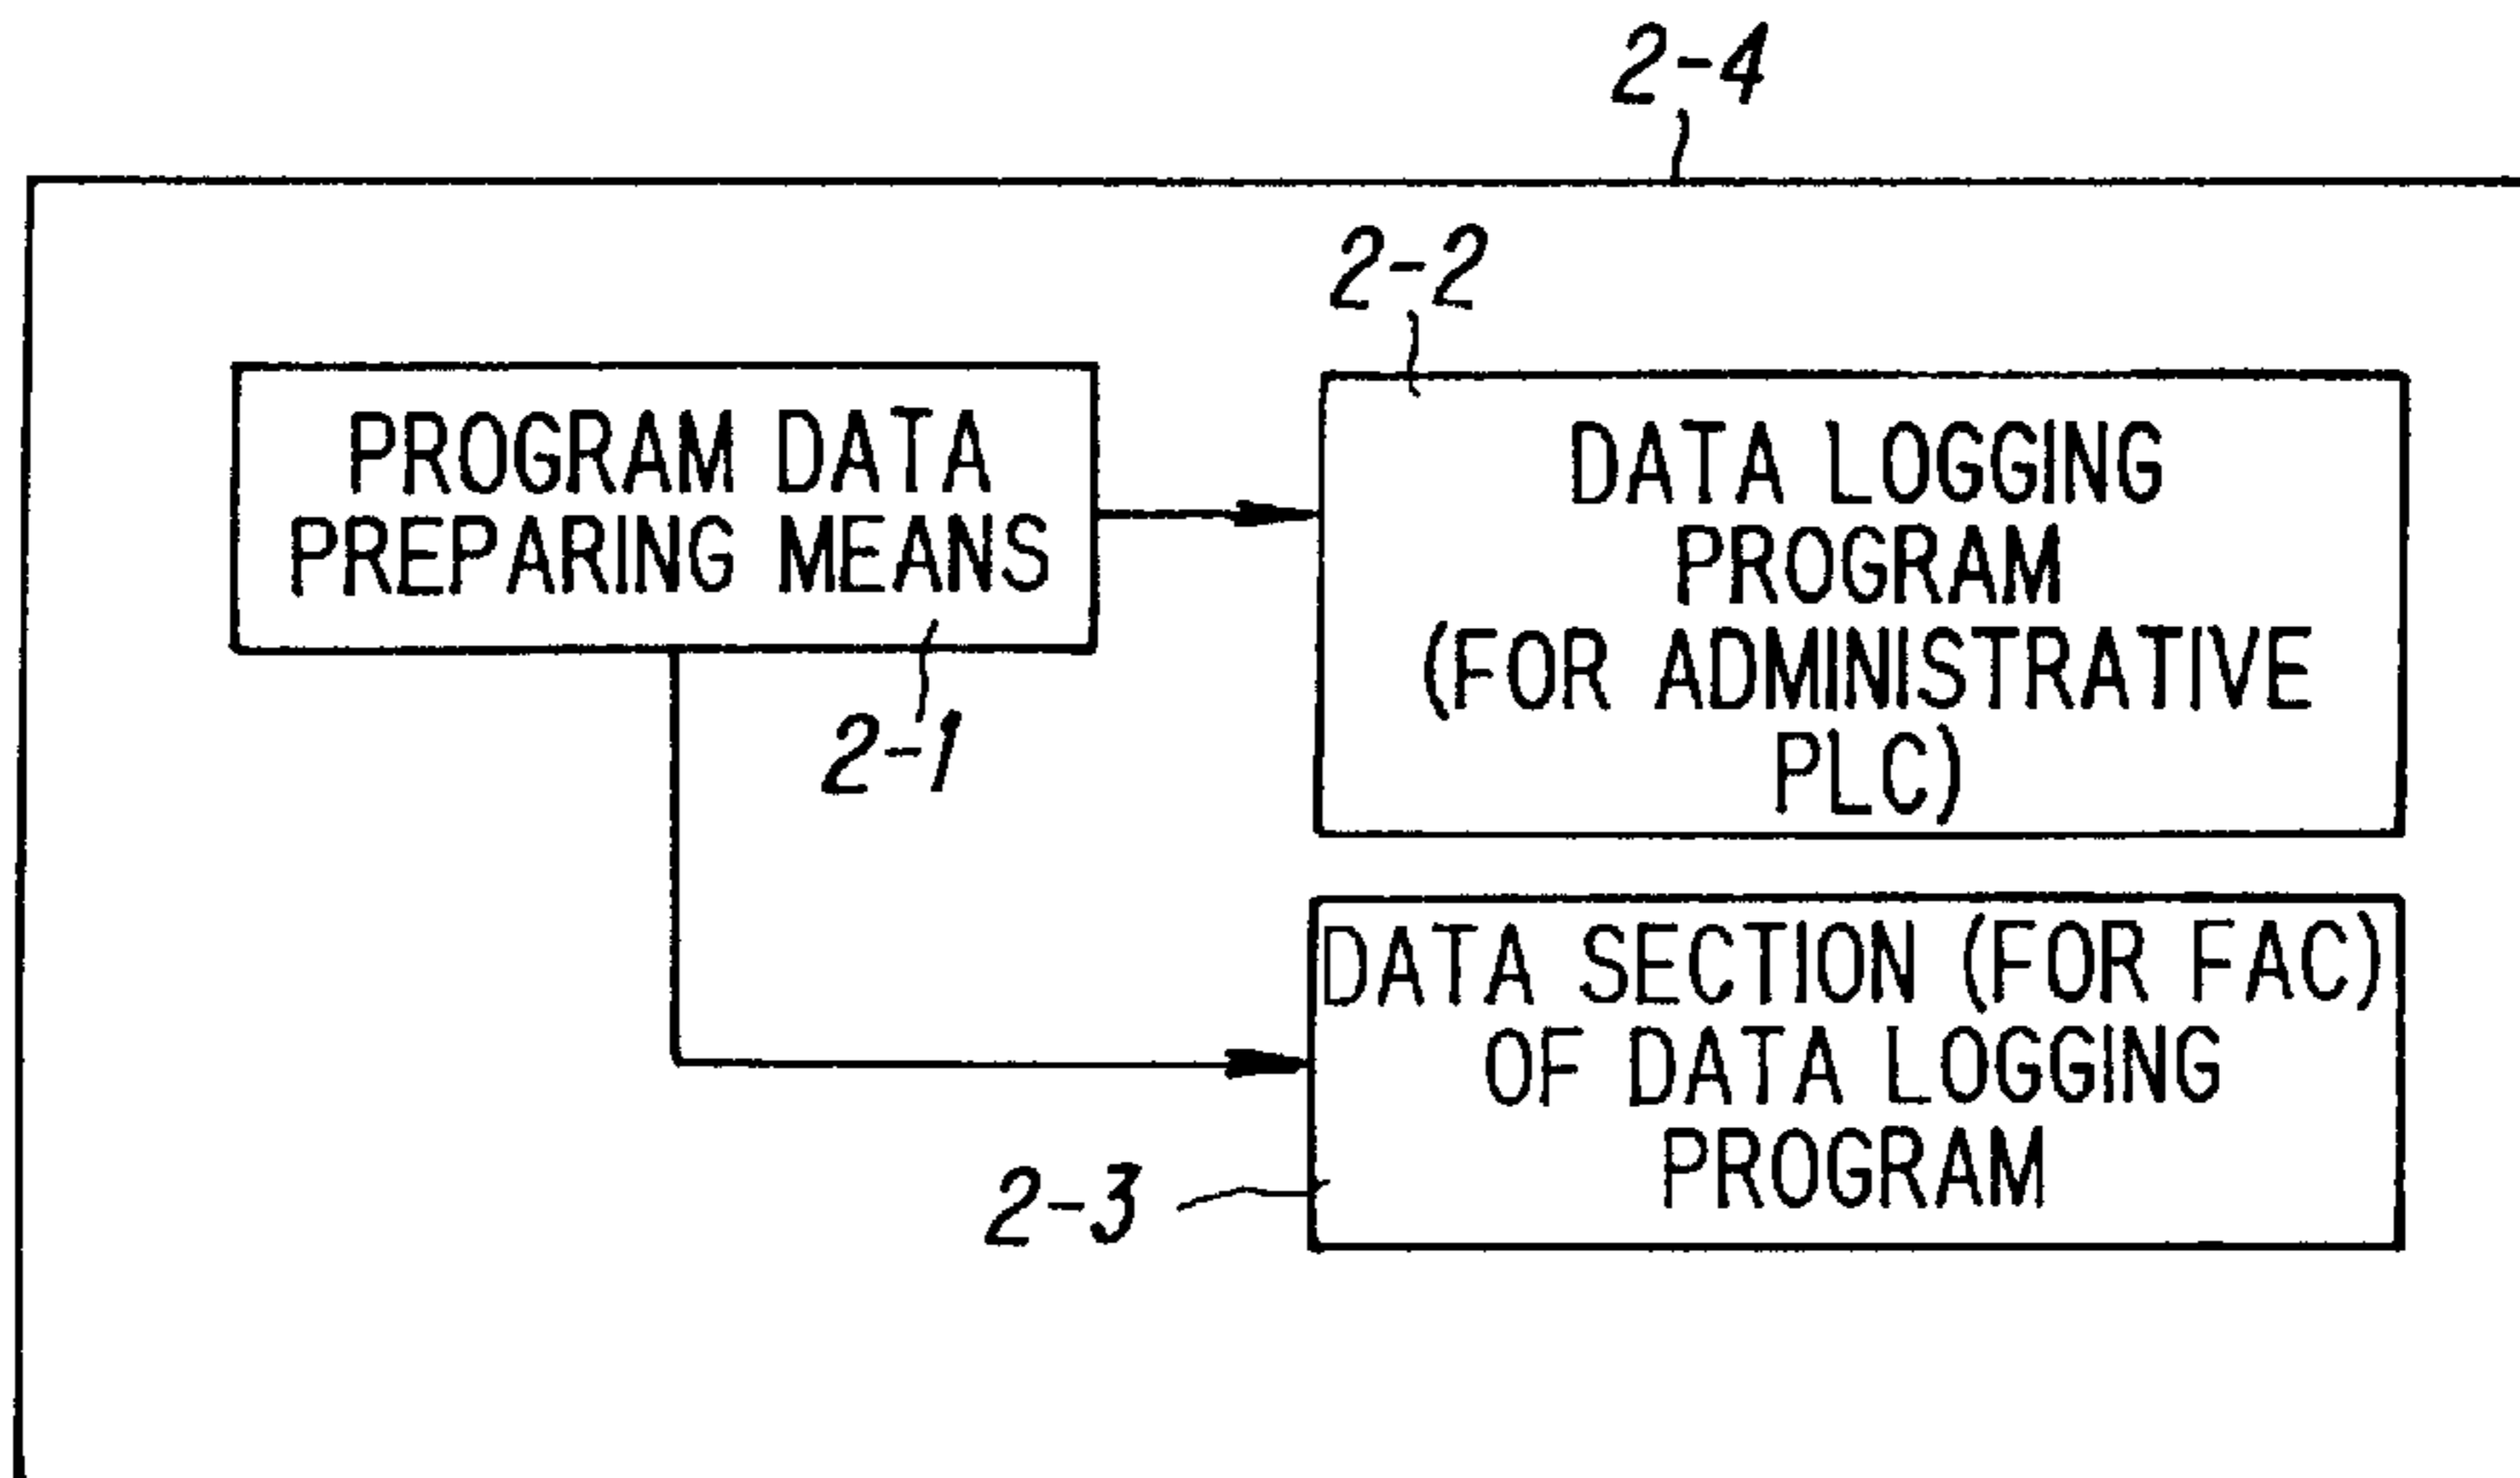 2-4
2-2
PROGRAM DATA
PREPARING MEANS
2-1
DATA LOGGING
PROGRAM
(FOR ADMINISTRATIVE
PLC)
DATA SECTION (FOR FAC)
OF DATA LOGGING
PROGRAM
2-3